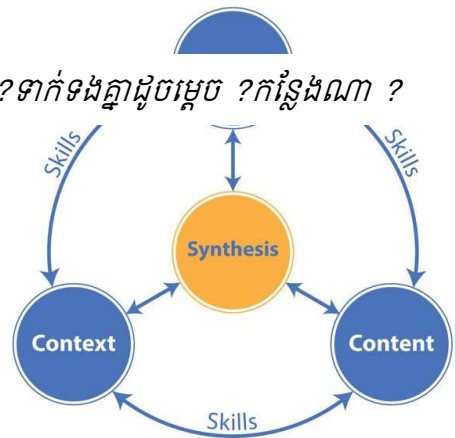 ?ទាក់ទងគ្នាដូចម្តេច ?កន្លែងណា ?
Skills
Skills
Synthesis
Context
Content
Skills